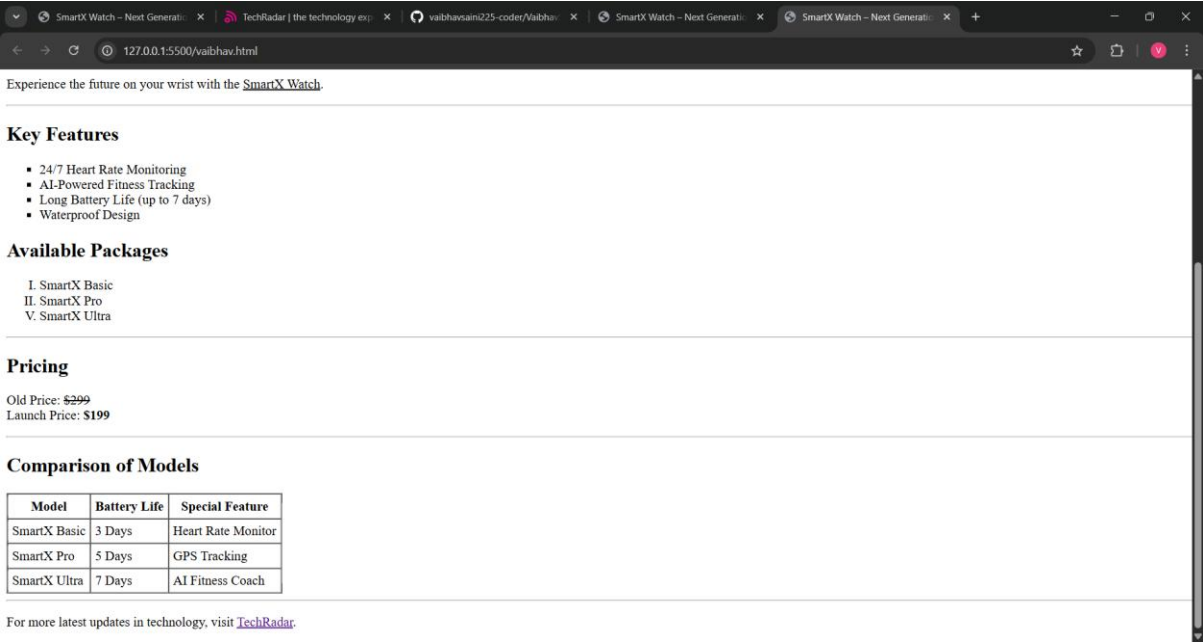 SmartX Watch – Next Generatio
TechRadar | the technology exp
vaibhavsaini225-coder/Vaibhav
SmartX Watch – Next Generatio
SmartX Watch – Next Generatio
127.0.0.1:5500/vaibhav.html
V
Experience the future on your wrist with the SmartX Watch.
Key Features
24/7 Heart Rate Monitoring
AI-Powered Fitness Tracking
Long Battery Life (up to 7 days)
Waterproof Design
Available Packages
I. SmartX Basic
II. SmartX Pro
V. SmartX Ultra
Pricing
Old Price: $299
Launch Price: $199
Comparison of Models
Model Battery Life Special Feature
SmartX Basic 3 Days Heart Rate Monitor
SmartX Pro 5 Days GPS Tracking
SmartX Ultra 7 Days AI Fitness Coach
For more latest updates in technology, visit TechRadar.